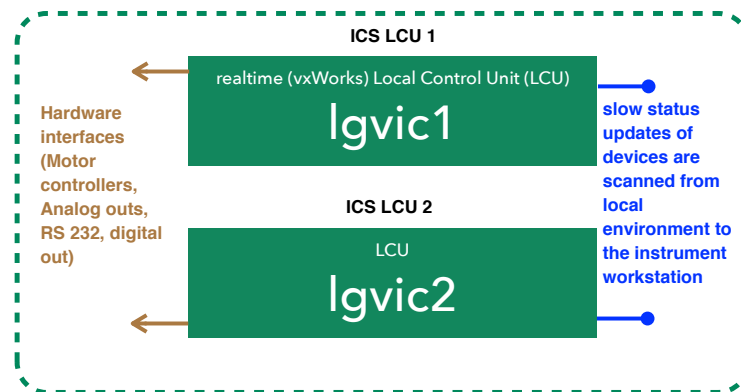 ICS LCU 1
realtime (vxWorks) Local Control Unit (LCU)
lgvic1
Hardware
interfaces
(Motor
controllers,
Analog outs,
RS 232, digital
out)
slow status
updates of
devices are
scanned from
local
environment to
the instrument
workstation
ICS LCU 2
LCU
lgvic2